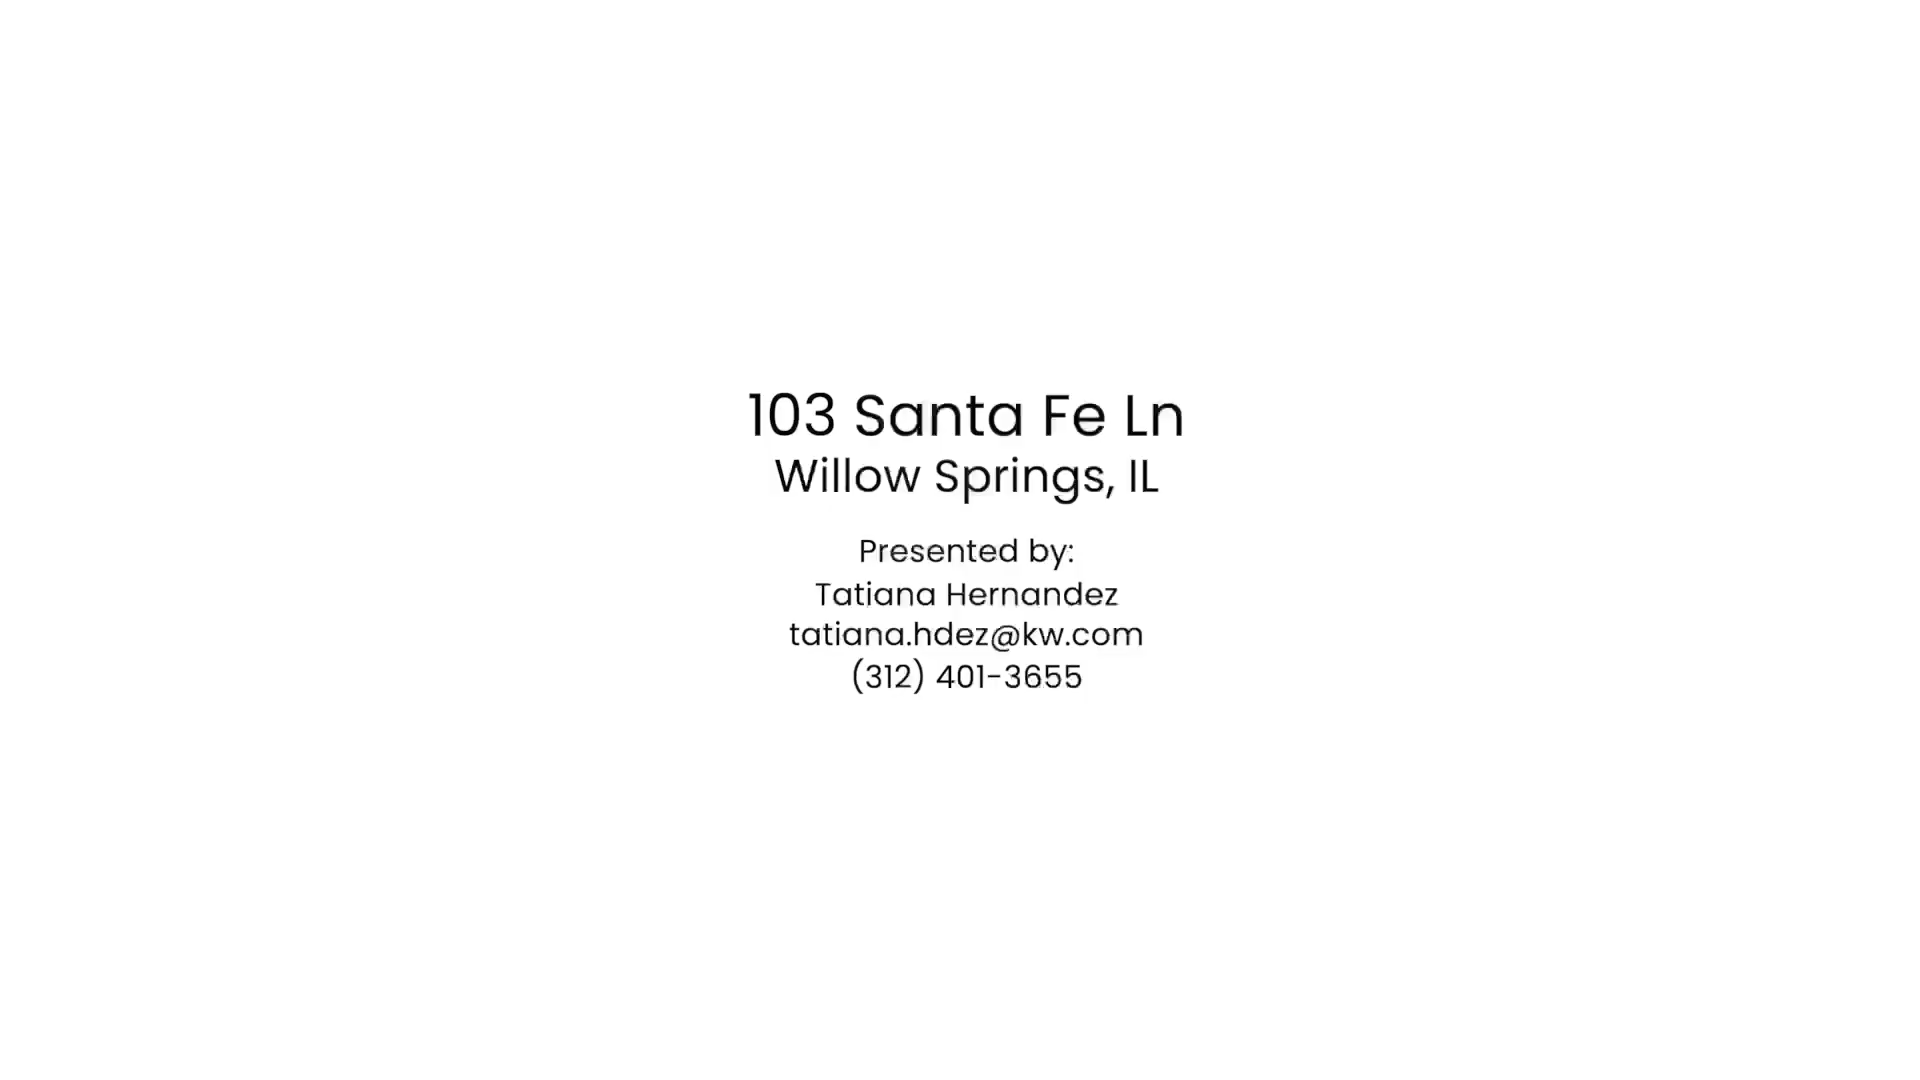 103 Santa Fe Ln
Willow Springs, IL
Presented by:
Tatiana Hernandez
tatiana.hdez@kw.com
(312) 401-3655